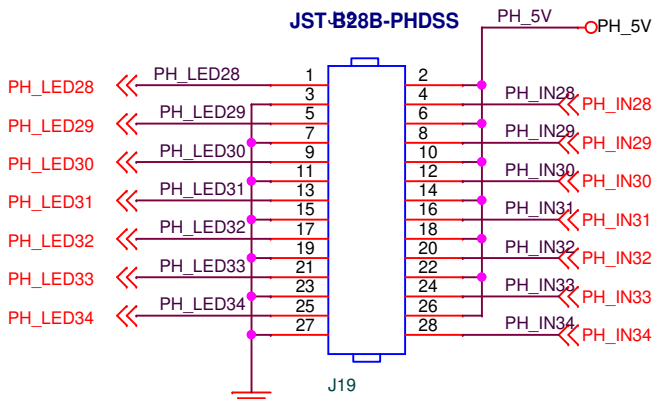 JST-B28B-PHDSS
J19
PH_5V
PH_5V
PH_LED28
PH_LED28
1
2
3
4
PH_IN28
PH_IN28
PH_LED29
PH_LED29
5
6
7
8
PH_IN29
PH_IN29
PH_LED30
PH_LED30
9
10
11
12
PH_IN30
PH_IN30
PH_LED31
PH_LED31
13
14
15
16
PH_IN31
PH_IN31
PH_LED32
PH_LED32
17
18
19
20
PH_IN32
PH_IN32
PH_LED33
PH_LED33
21
22
23
24
PH_IN33
PH_IN33
PH_LED34
PH_LED34
25
26
27
28
PH_IN34
PH_IN34
J19